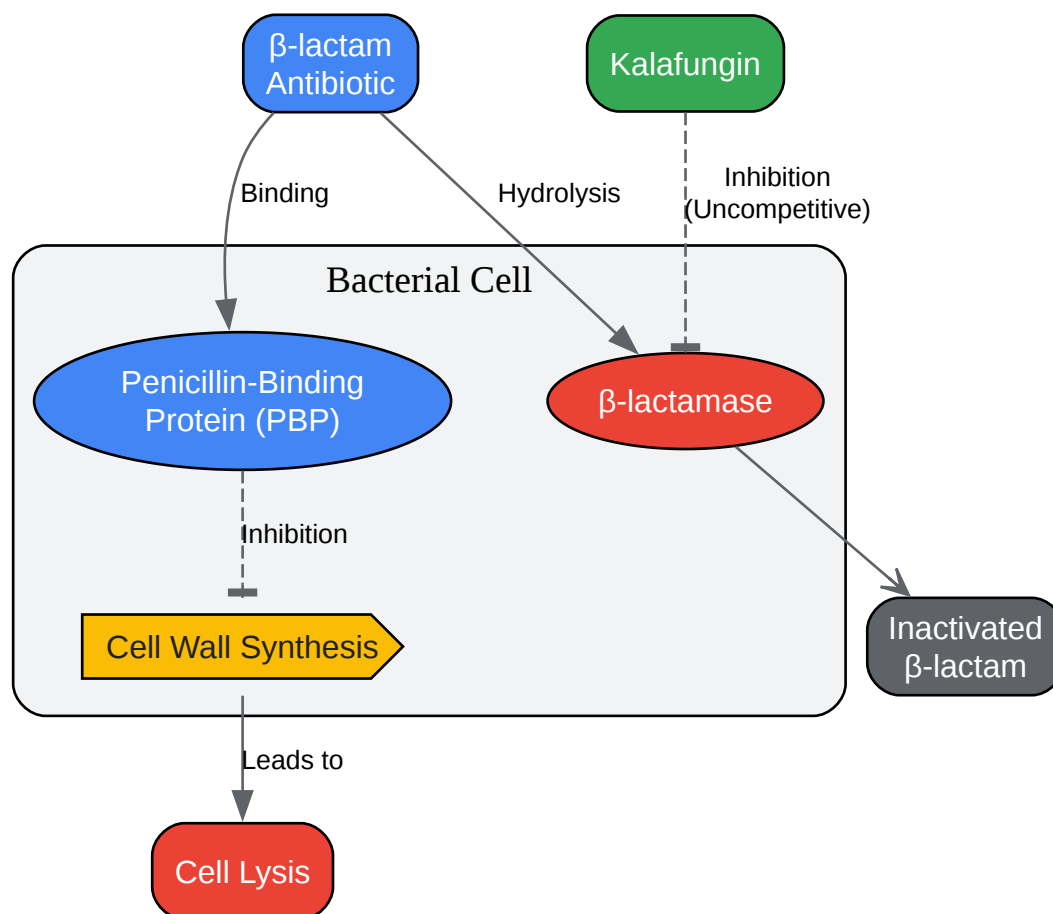 β-lactam
Antibiotic
Kalafungin
Binding
Hydrolysis
Inhibition
(Uncompetitive)
Bacterial Cell
Penicillin-Binding
Protein (PBP)
β-lactamase
Inhibition
Cell Wall Synthesis
Inactivated
β-lactam
Leads to
Cell Lysis